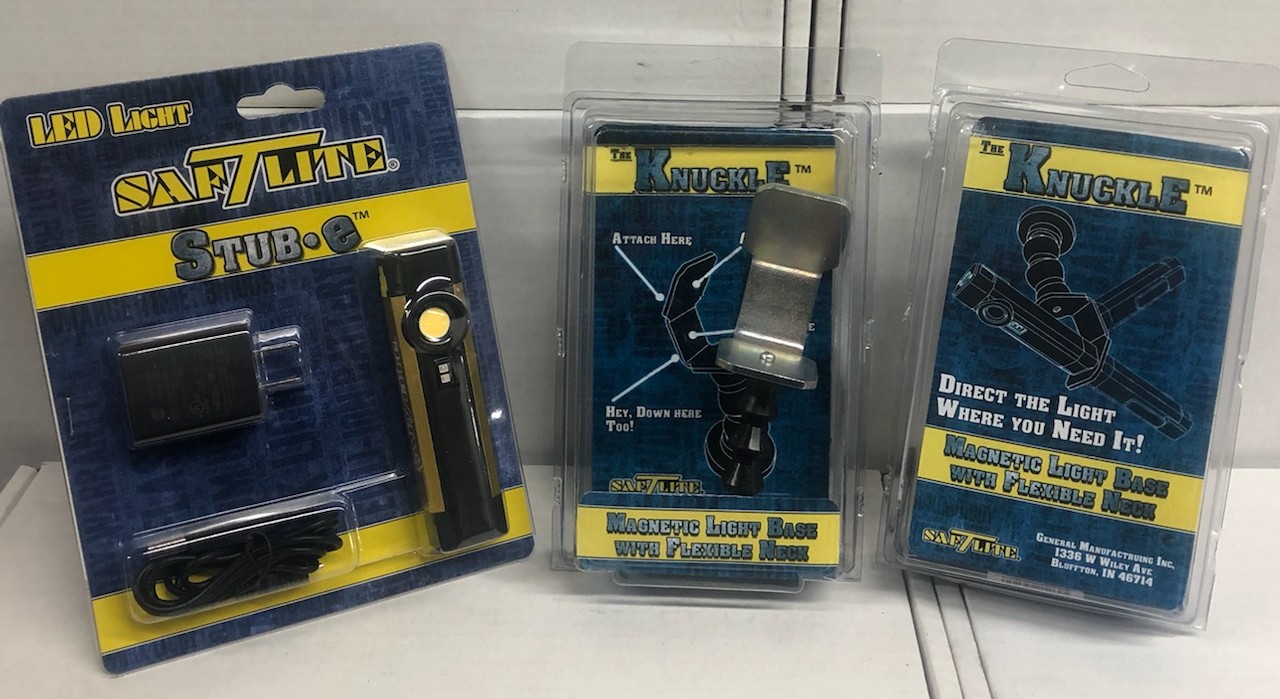 LED Light
SAF T LITE®
STUB•e™
The
Knuckle™
Attach Here
Hey, Down here
Too!
SAF T LITE
Magnetic Light Base
with Flexible Neck
The
Knuckle™
Direct the Light
Where you Need It!
Magnetic Light Base
with Flexible Neck
SAF T LITE.
General Manufactruing Inc.
1336 W Wiley Ave
Bluffton, IN 46714